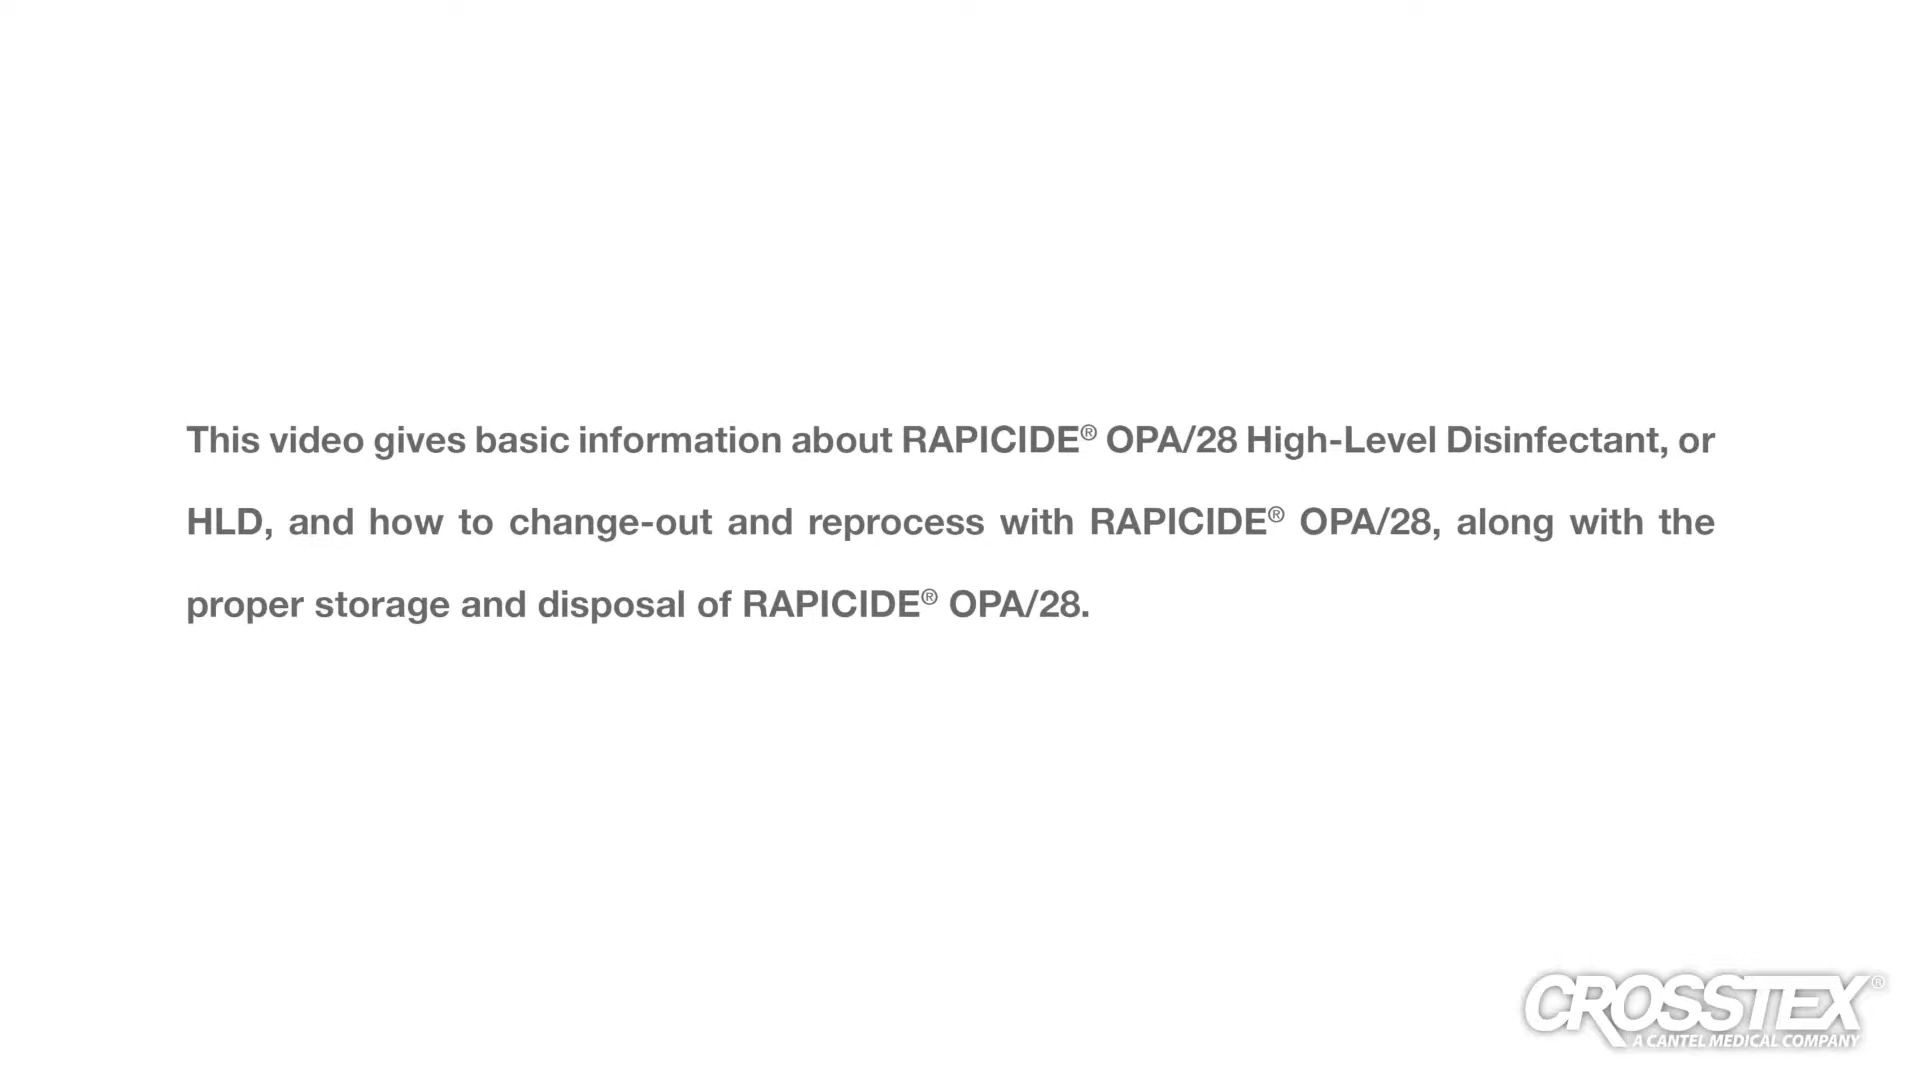 This video gives basic information about RAPICIDE® OPA/28 High-Level Disinfectant, or
HLD, and how to change-out and reprocess with RAPICIDE® OPA/28, along with the
proper storage and disposal of RAPICIDE® OPA/28.
CROSSTEX®
A CANTEL MEDICAL COMPANY